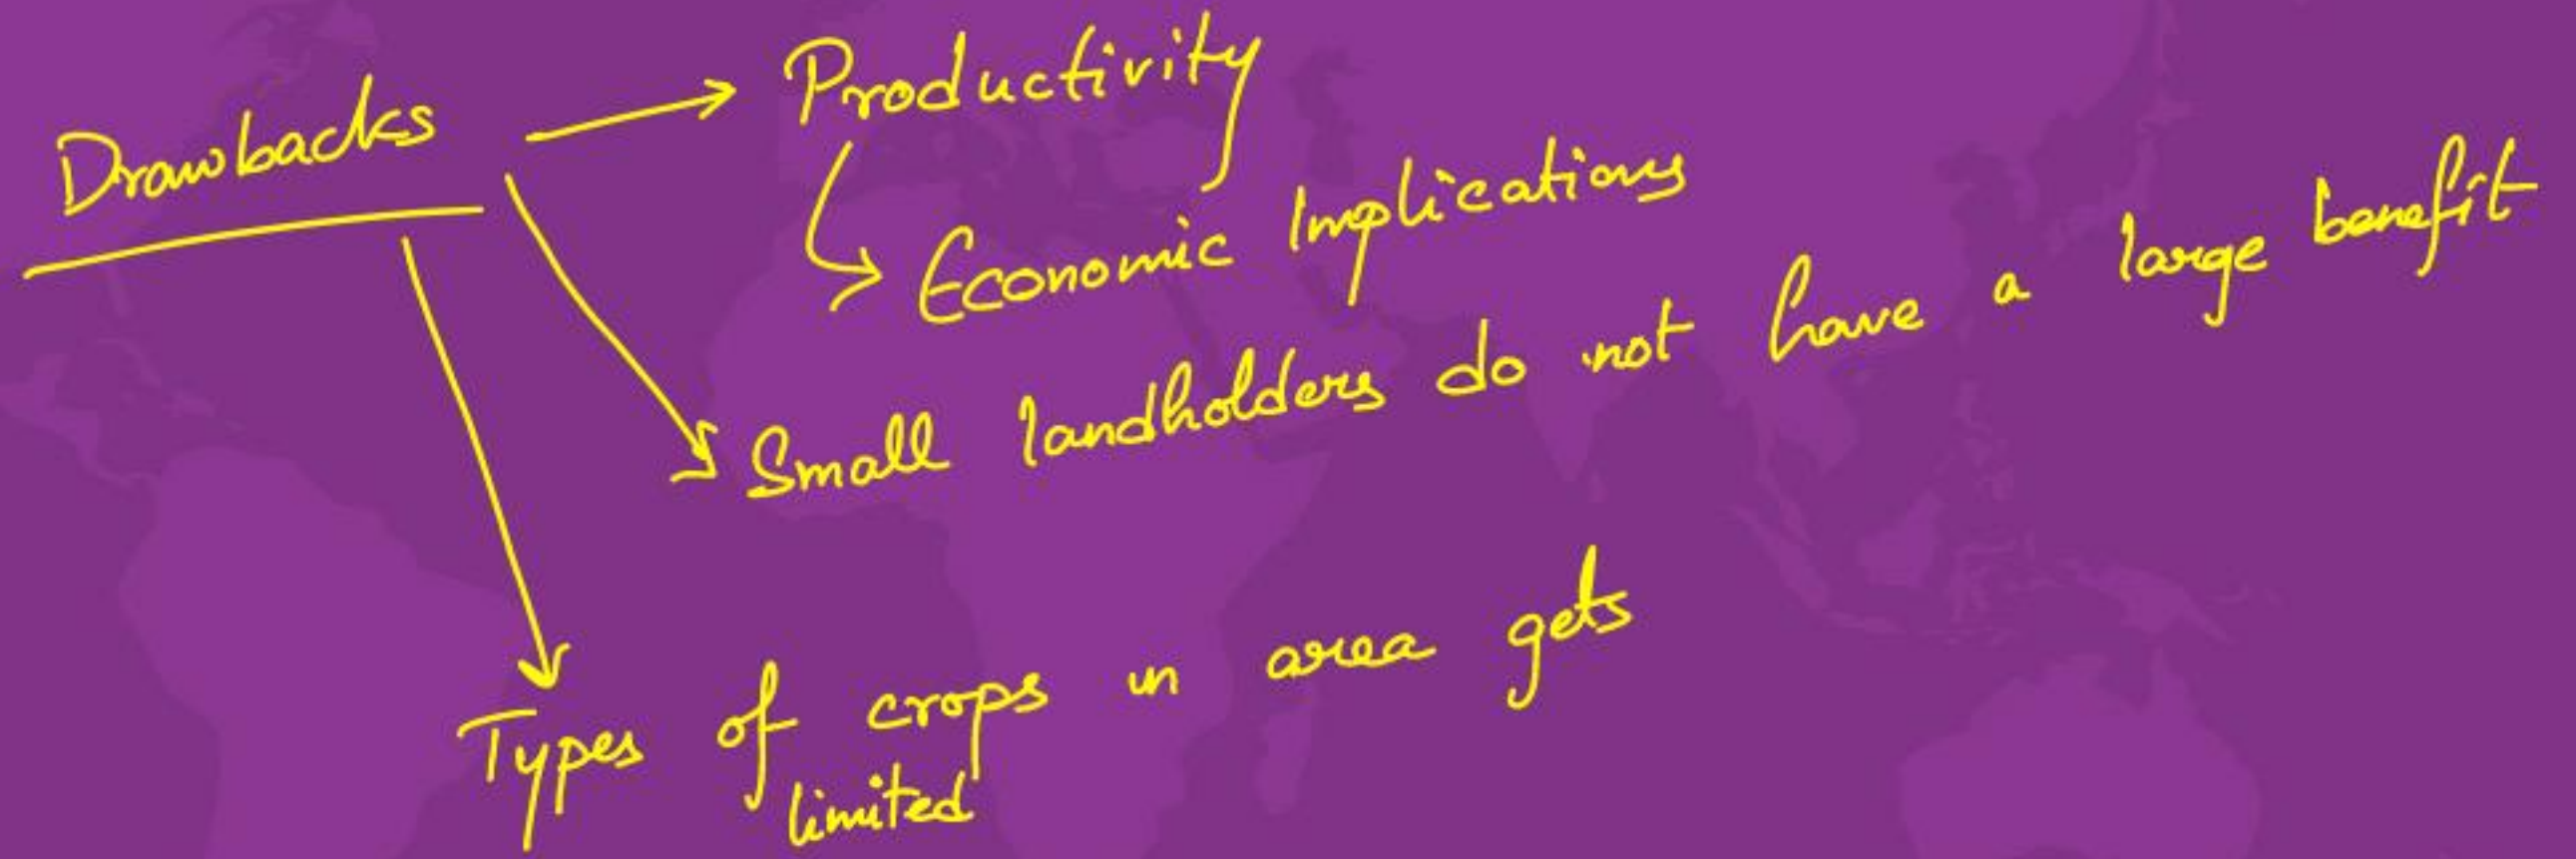 Drawbacks → Productivity
↳ Economic Implications
Small landholders do not have a large benefit
Types of crops in area gets
limited